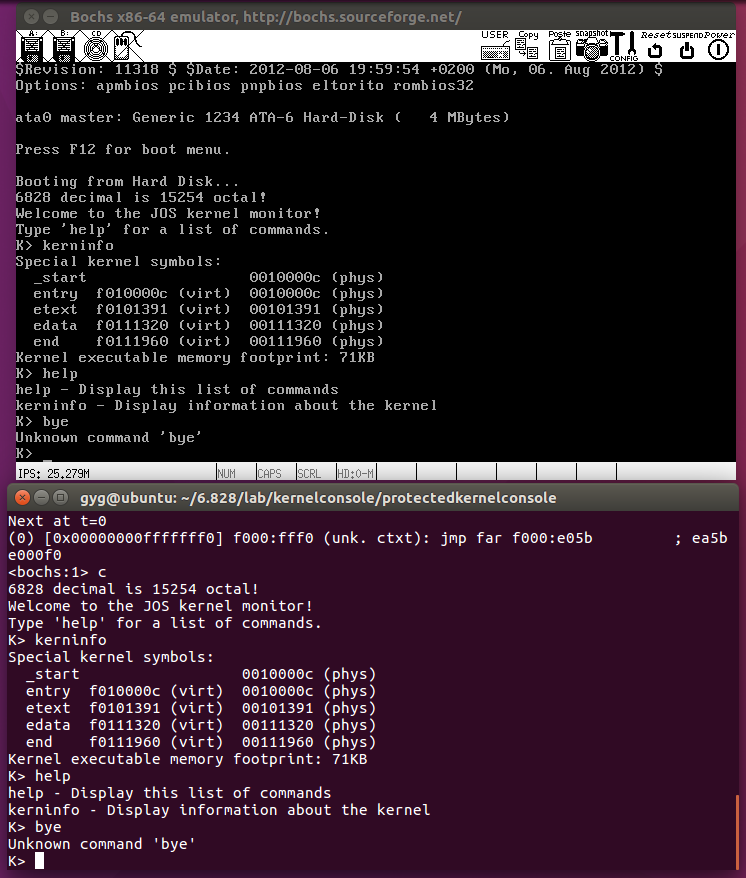 Bochs x86-64 emulator, http://bochs.sourceforge.net/
A: B: CD USER Copy Paste snapshot CONFIG Reset SUSPEND Power
$Revision: 11318 $ $Date: 2012-08-06 19:59:54 +0200 (Mo, 06. Aug 2012) $
Options: apmbios pcibios pnpbios eltorito rombios32
ata0 master: Generic 1234 ATA-6 Hard-Disk (   4 MBytes)
Press F12 for boot menu.
Booting from Hard Disk...
6828 decimal is 15254 octal!
Welcome to the JOS kernel monitor!
Type 'help' for a list of commands.
K> kerninfo
Special kernel symbols:
  _start                  0010000c (phys)
  entry  f010000c (virt)  0010000c (phys)
  etext  f0101391 (virt)  00101391 (phys)
  edata  f0111320 (virt)  00111320 (phys)
  end    f0111960 (virt)  00111960 (phys)
Kernel executable memory footprint: 71KB
K> help
help - Display this list of commands
kerninfo - Display information about the kernel
K> bye
Unknown command 'bye'
K> _
IPS: 25.279M NUM CAPS SCRL HD:0-M
gyg@ubuntu: ~/6.828/lab/kernelconsole/protectedkernelconsole
Next at t=0
(0) [0x00000000fffffff0] f000:fff0 (unk. ctxt): jmp far f000:e05b         ; ea5b
e000f0
<bochs:1> c
6828 decimal is 15254 octal!
Welcome to the JOS kernel monitor!
Type 'help' for a list of commands.
K> kerninfo
Special kernel symbols:
  _start                  0010000c (phys)
  entry  f010000c (virt)  0010000c (phys)
  etext  f0101391 (virt)  00101391 (phys)
  edata  f0111320 (virt)  00111320 (phys)
  end    f0111960 (virt)  00111960 (phys)
Kernel executable memory footprint: 71KB
K> help
help - Display this list of commands
kerninfo - Display information about the kernel
K> bye
Unknown command 'bye'
K>